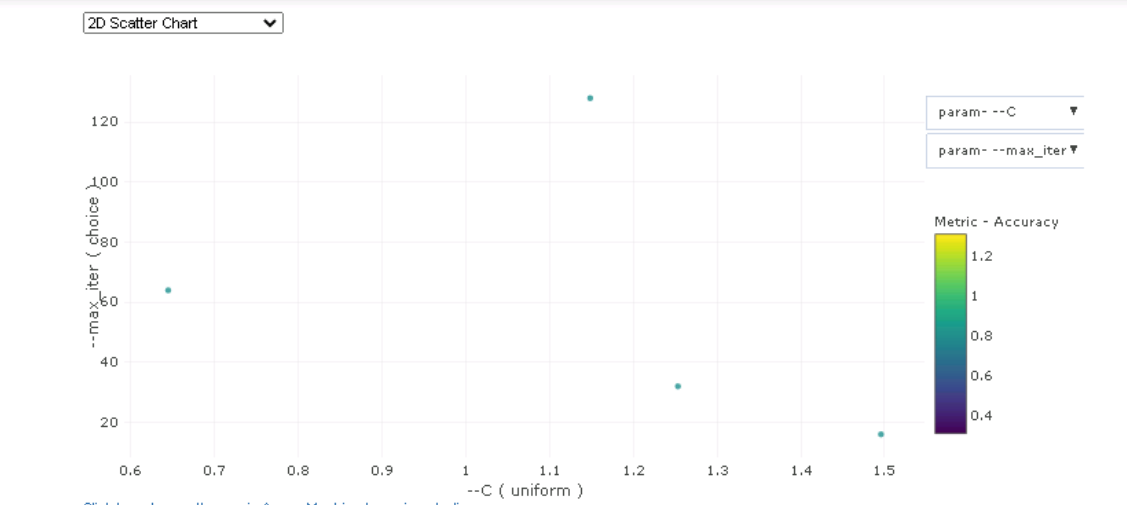 2D Scatter Chart
120
100
80
60
40
20
--max_iter ( choice )
0.6 0.7 0.8 0.9 1 1.1 1.2 1.3 1.4 1.5
--C ( uniform )
param- --C
param- --max_iter
Metric - Accuracy
1.2
1
0.8
0.6
0.4